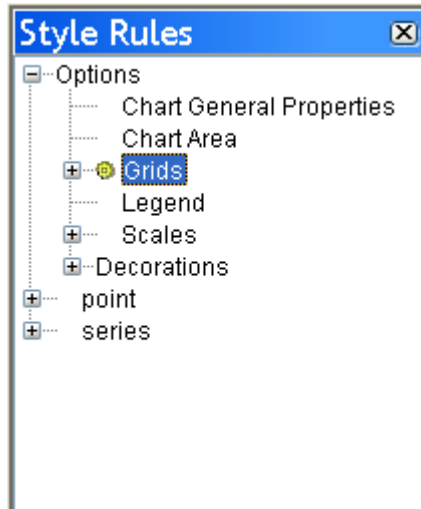 Style Rules
Options
Chart General Properties
Chart Area
Grids
Legend
Scales
Decorations
point
series